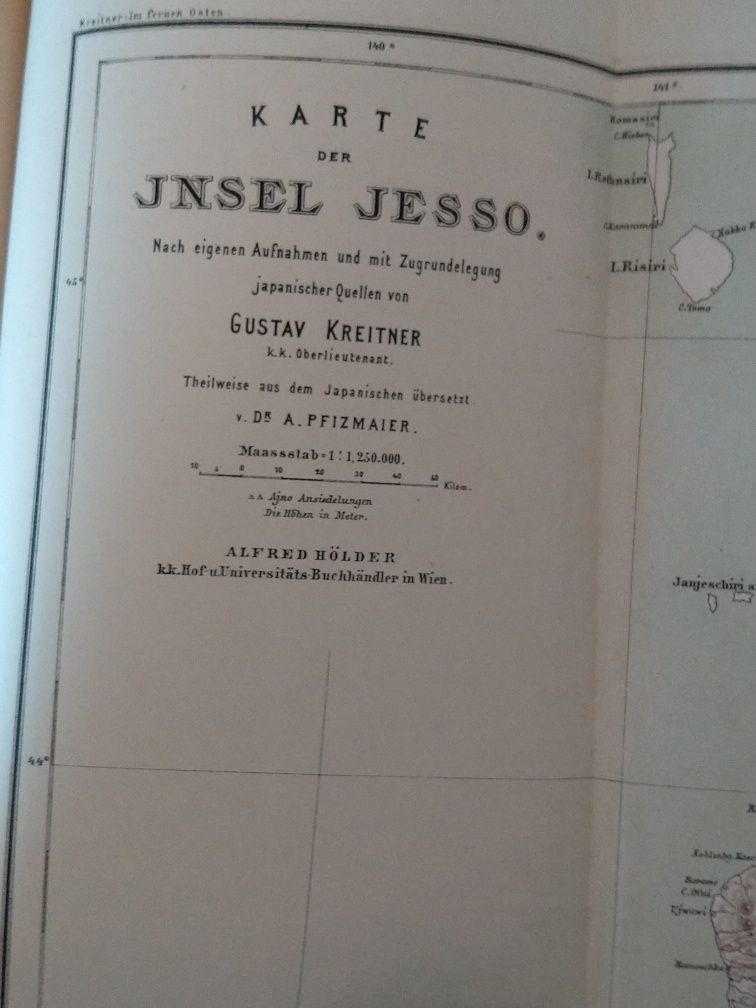 Kreitner: Im fernen Osten.
140°
141°
KARTE
DER
JNSEL JESSO.
Nach eigenen Aufnahmen und mit Zugrundelegung
japanischer Quellen von
GUSTAV KREITNER
k.k. Oberlieutenant.
Theilweise aus dem Japanischen übersetzt
v. DR A. PFIZMAIER.
Maassstab = 1 : 1,250.000.
10 5 0 10 20 30 40 50 Kilom.
^^ Ajno Ansiedelungen
Die Höhen in Meter.
ALFRED HÖLDER
kk. Hof- u. Universitäts-Buchhändler in Wien.
45°
44°
I. Risiri
Janjeschiri